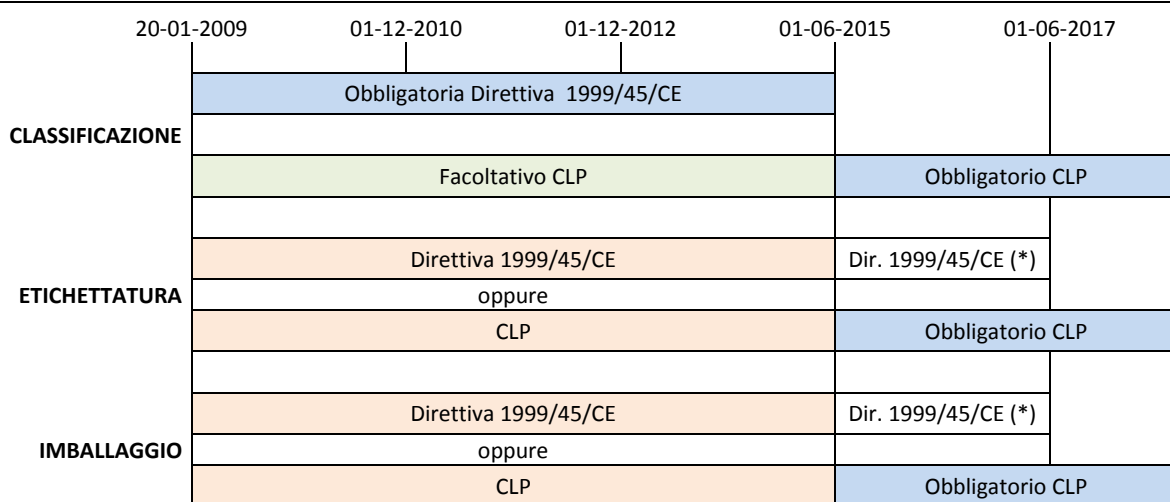 20-01-2009 01-12-2010 01-12-2012 01-06-2015 01-06-2017
Obbligatoria Direttiva 1999/45/CE
CLASSIFICAZIONE
Facoltativo CLP Obbligatorio CLP
Direttiva 1999/45/CE Dir. 1999/45/CE (*)
ETICHETTATURA oppure
CLP Obbligatorio CLP
Direttiva 1999/45/CE Dir. 1999/45/CE (*)
IMBALLAGGIO oppure
CLP Obbligatorio CLP